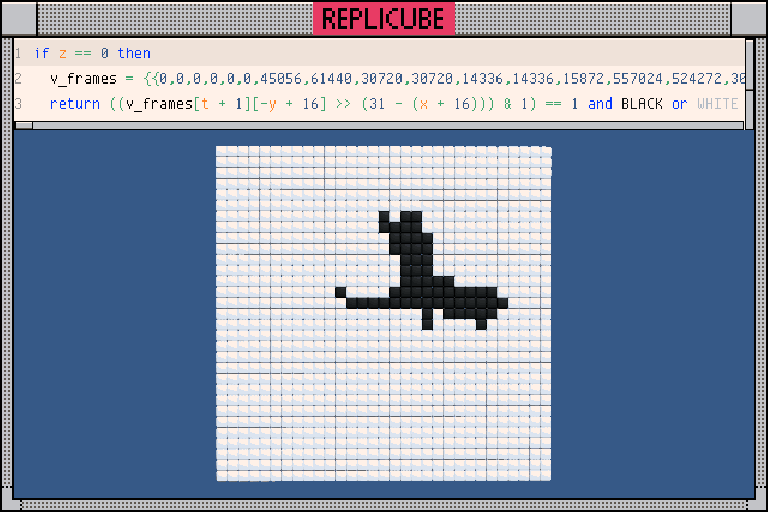 REPLICUBE
1 if z == 0 then
2 v_frames = {{0,0,0,0,0,0,45056,61440,30720,30720,14336,14336,15872,557024,524272,30
3 return ((v_frames[t + 1][-y + 16] >> (31 - (x + 16))) & 1) == 1 and BLACK or WHITE